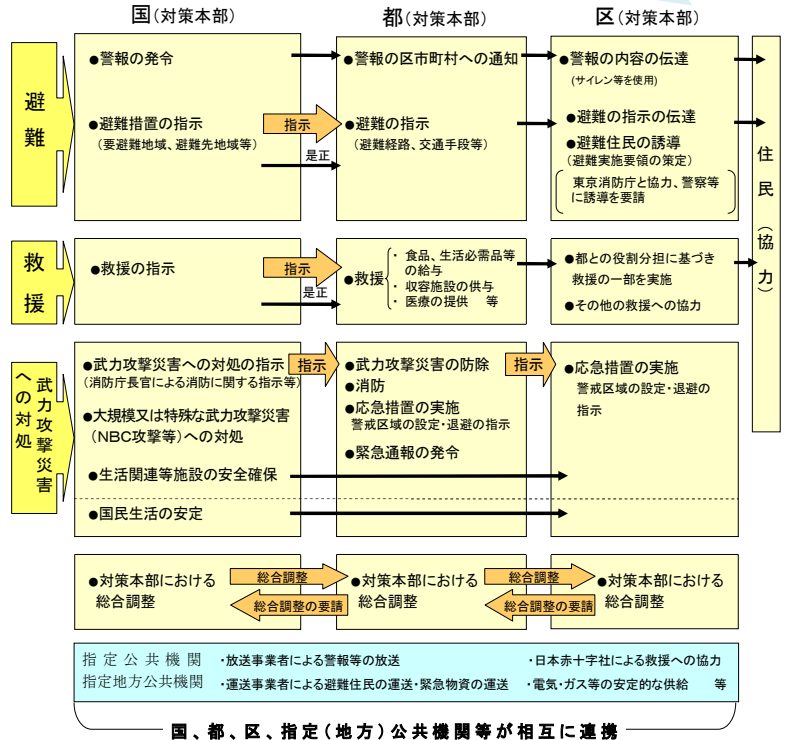 国(対策本部)
都(対策本部)
区(対策本部)
避難
●警報の発令
●避難措置の指示
(要避難地域、避難先地域等)
指示
是正
●警報の区市町村への通知
●避難の指示
(避難経路、交通手段等)
●警報の内容の伝達
(サイレン等を使用)
●避難の指示の伝達
●避難住民の誘導
(避難実施要領の策定)
東京消防庁と協力、警察等
に誘導を要請
住民(協力)
救援
●救援の指示
指示
是正
●救援
・ 食品、生活必需品等
の給与
・ 収容施設の供与
・ 医療の提供 等
●都との役割分担に基づき
救援の一部を実施
●その他の救援への協力
武力攻撃災害
への対処
●武力攻撃災害への対処の指示
(消防庁長官による消防に関する指示等)
●大規模又は特殊な武力攻撃災害
(NBC攻撃等)への対処
●生活関連等施設の安全確保
●国民生活の安定
指示
●武力攻撃災害の防除
●消防
●応急措置の実施
警戒区域の設定・退避の指示
●緊急通報の発令
指示
●応急措置の実施
警戒区域の設定・退避の
指示
●対策本部における
総合調整
総合調整
総合調整の要請
●対策本部における
総合調整
総合調整
総合調整の要請
●対策本部における
総合調整
指定公共機関 ・放送事業者による警報等の放送 ・日本赤十字社による救援への協力
指定地方公共機関 ・運送事業者による避難住民の運送・緊急物資の運送 ・電気・ガス等の安定的な供給 等
国、都、区、指定(地方)公共機関等が相互に連携